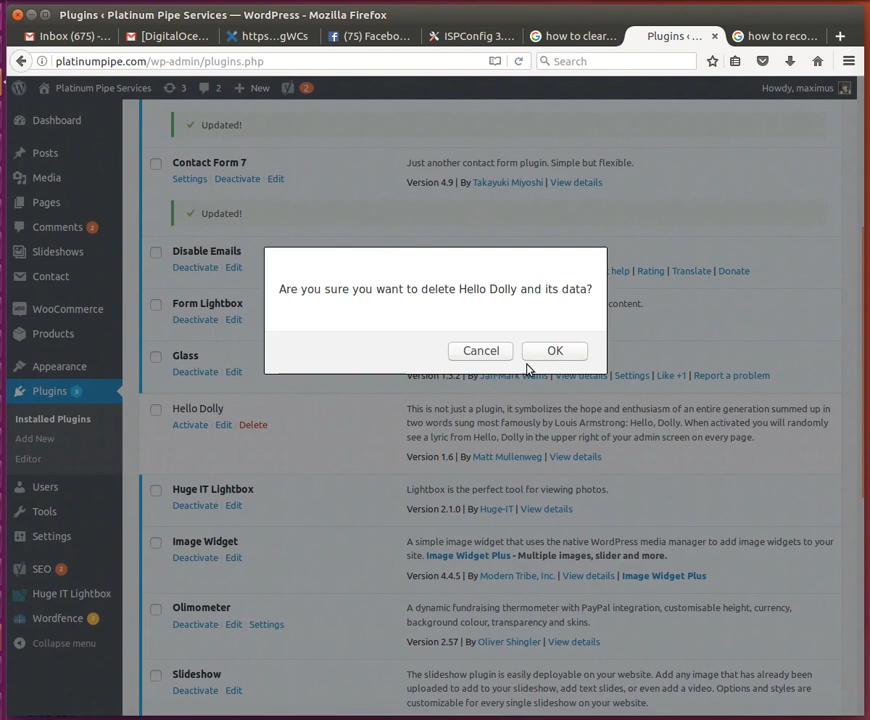 Plugins ‹ Platinum Pipe Services — WordPress - Mozilla Firefox
Inbox (675) -...
[DigitalOce...
https...gWCs
(75) Facebo...
ISPConfig 3....
how to clear...
Plugins ‹ ...
how to reco...
platinumpipe.com/wp-admin/plugins.php
Search
Platinum Pipe Services
3
2
New
2
Howdy, maximus
Dashboard
Posts
Media
Pages
Comments 2
Slideshows
Contact
WooCommerce
Products
Appearance
Plugins 3
Installed Plugins
Add New
Editor
Users
Tools
Settings
SEO 2
Huge IT Lightbox
Wordfence 7
Collapse menu
Updated!
Contact Form 7
Settings | Deactivate | Edit
Just another contact form plugin. Simple but flexible.
Version 4.9 | By Takayuki Miyoshi | View details
Updated!
Disable Emails
Deactivate | Edit
help | Rating | Translate | Donate
Form Lightbox
Deactivate | Edit
content.
Glass
Deactivate | Edit
Version 1.3.2 | By Jan-Mark Wams | View details | Settings | Like +1 | Report a problem
Are you sure you want to delete Hello Dolly and its data?
Cancel
OK
Hello Dolly
Activate | Edit | Delete
This is not just a plugin, it symbolizes the hope and enthusiasm of an entire generation summed up in
two words sung most famously by Louis Armstrong: Hello, Dolly. When activated you will randomly
see a lyric from Hello, Dolly in the upper right of your admin screen on every page.
Version 1.6 | By Matt Mullenweg | View details
Huge IT Lightbox
Deactivate | Edit
Lightbox is the perfect tool for viewing photos.
Version 2.1.0 | By Huge-IT | View details
Image Widget
Deactivate | Edit
A simple image widget that uses the native WordPress media manager to add image widgets to your
site. Image Widget Plus - Multiple images, slider and more.
Version 4.4.5 | By Modern Tribe, Inc. | View details | Image Widget Plus
Olimometer
Deactivate | Edit | Settings
A dynamic fundraising thermometer with PayPal integration, customisable height, currency,
background colour, transparency and skins.
Version 2.57 | By Oliver Shingler | View details
Slideshow
Deactivate | Edit
The slideshow plugin is easily deployable on your website. Add any image that has already been
uploaded to add to your slideshow, add text slides, or even add a video. Options and styles are
customizable for every single slideshow on your website.